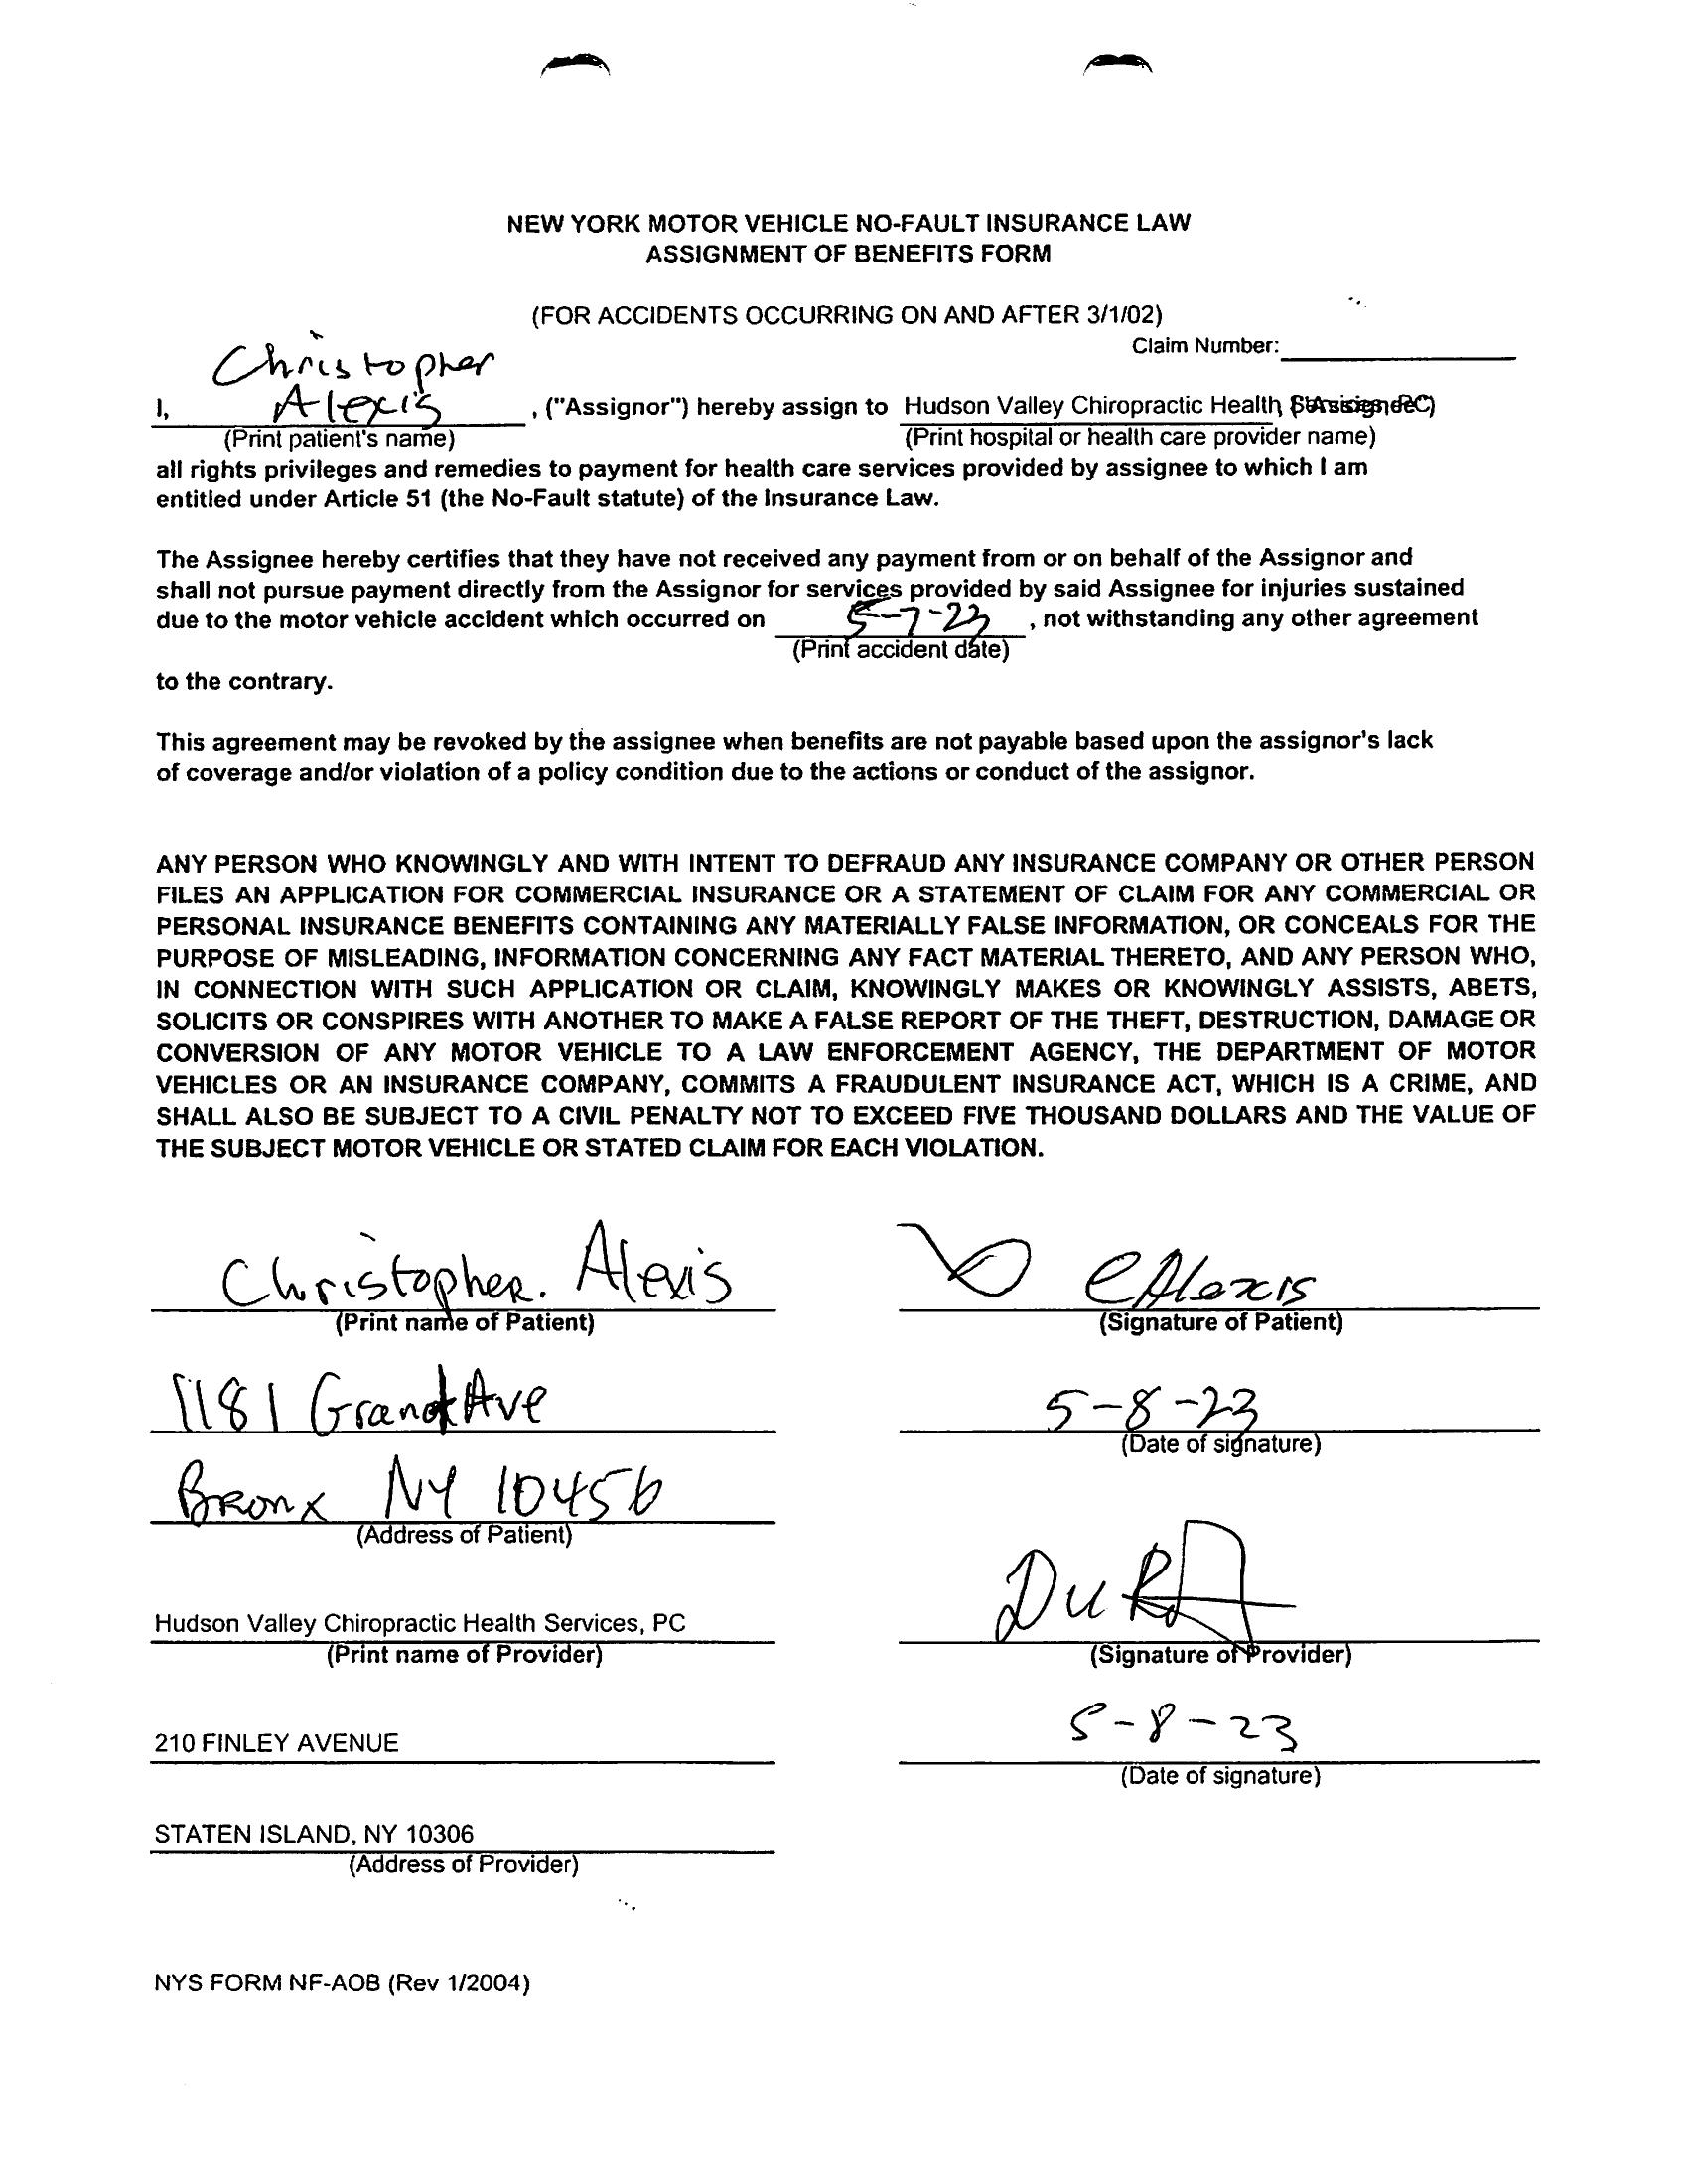 NEW YORK MOTOR VEHICLE NO-FAULT INSURANCE LAW
ASSIGNMENT OF BENEFITS FORM
(FOR ACCIDENTS OCCURRING ON AND AFTER 3/1/02)
Claim Number:
Christopher
I, Alexis, ("Assignor") hereby assign to Hudson Valley Chiropractic Health
(Print patient's name) (Print hospital or health care provider name)
all rights privileges and remedies to payment for health care services provided by assignee to which I am
entitled under Article 51 (the No-Fault statute) of the Insurance Law.
The Assignee hereby certifies that they have not received any payment from or on behalf of the Assignor and
shall not pursue payment directly from the Assignor for services provided by said Assignee for injuries sustained
due to the motor vehicle accident which occurred on 5-7-23, not withstanding any other agreement
(Print accident date)
to the contrary.
This agreement may be revoked by the assignee when benefits are not payable based upon the assignor's lack
of coverage and/or violation of a policy condition due to the actions or conduct of the assignor.
ANY PERSON WHO KNOWINGLY AND WITH INTENT TO DEFRAUD ANY INSURANCE COMPANY OR OTHER PERSON
FILES AN APPLICATION FOR COMMERCIAL INSURANCE OR A STATEMENT OF CLAIM FOR ANY COMMERCIAL OR
PERSONAL INSURANCE BENEFITS CONTAINING ANY MATERIALLY FALSE INFORMATION, OR CONCEALS FOR THE
PURPOSE OF MISLEADING, INFORMATION CONCERNING ANY FACT MATERIAL THERETO, AND ANY PERSON WHO,
IN CONNECTION WITH SUCH APPLICATION OR CLAIM, KNOWINGLY MAKES OR KNOWINGLY ASSISTS, ABETS,
SOLICITS OR CONSPIRES WITH ANOTHER TO MAKE A FALSE REPORT OF THE THEFT, DESTRUCTION, DAMAGE OR
CONVERSION OF ANY MOTOR VEHICLE TO A LAW ENFORCEMENT AGENCY, THE DEPARTMENT OF MOTOR
VEHICLES OR AN INSURANCE COMPANY, COMMITS A FRAUDULENT INSURANCE ACT, WHICH IS A CRIME, AND
SHALL ALSO BE SUBJECT TO A CIVIL PENALTY NOT TO EXCEED FIVE THOUSAND DOLLARS AND THE VALUE OF
THE SUBJECT MOTOR VEHICLE OR STATED CLAIM FOR EACH VIOLATION.
Christopher. Alexis CAlexis
(Print name of Patient) (Signature of Patient)
1181 Grand Ave 5-8-23
(Date of signature)
Bronx NY 10456
(Address of Patient)
Hudson Valley Chiropractic Health Services, PC
(Print name of Provider) (Signature of Provider)
210 FINLEY AVENUE 5-8-23
(Date of signature)
STATEN ISLAND, NY 10306
(Address of Provider)
NYS FORM NF-AOB (Rev 1/2004)